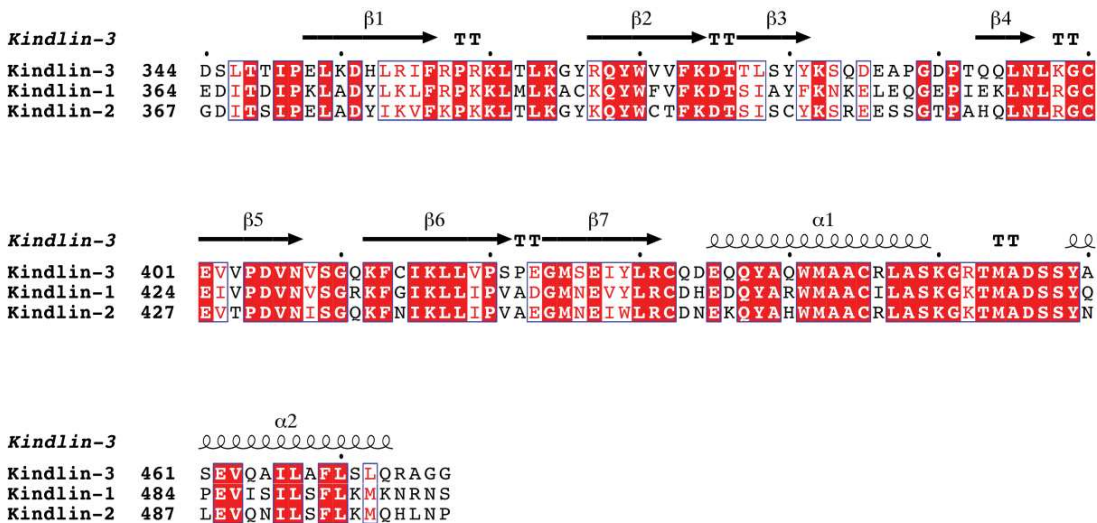 β1 β2 β3 β4
Kindlin-3 TT TT TT
Kindlin-3 344 DSLTTIPELKDHLRIFRPRKLTLKGYRQYWVVFKDTTLSYYKSQDEAPGDPTQQLNLKGC
Kindlin-1 364 EDITDIPKLADYLKLFRPKKLMLKACKQYWFVFKDTSIAYFKNKELEQGEPIEKLNLRGC
Kindlin-2 367 GDITSIPELADYIKVFKPKKLTLKGYKQYWCTFKDTSISCYKSREESSGTPAHQLNLRGC
β5 β6 β7 α1
Kindlin-3 TT TT
Kindlin-3 401 EVVPDVNVSGQKFCIKLLVPSPEGMSEIYLRCQDEQQYAQWMAACRLASKGRTMADSSYA
Kindlin-1 424 EIVPDVNVSGRKFGIKLLIPVADGMNEVYLRCDHEDQYARWMAACILASKGKTMADSSYQ
Kindlin-2 427 EVTPDVNISGQKFNIKLLIPVAEGMNEIWLRCDNEKQYAHWMAACRLASKGKTMADSSYN
α2
Kindlin-3
Kindlin-3 461 SEVQAILAFLSLQRAGG
Kindlin-1 484 PEVISILSFLKMKNRNS
Kindlin-2 487 LEVQNILSFLKMQHLNP